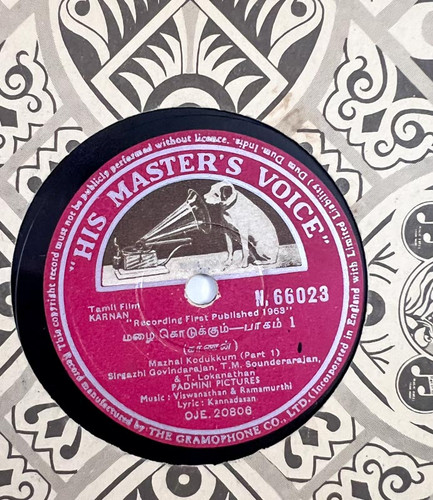 This copyright record must not be publicly performed without licence.
"HIS MASTER'S VOICE"
Tamil Film
KARNAN
N. 66023
"Recording First Published 1963"
மழை கொடுக்கும்—பாகம் 1
(கர்ணன்)
Mazhai Kodukkum (Part 1)
Sirgazhi Govindarajan, T.M. Sounderarajan,
& T. Lokanathan
PADMINI PICTURES
Music : Viswanathan & Ramamurthi
Lyric : Kannadasan
OJE. 20806
Record manufactured by THE GRAMOPHONE CO., LTD. (Incorporated in England with Limited Liability) Dum Dum, India.